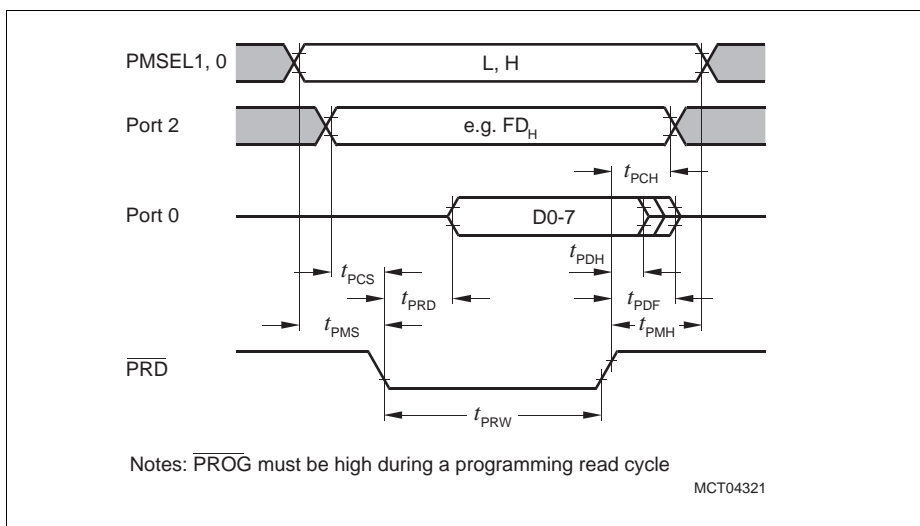 PMSEL1, 0
L, H
Port 2
e.g. FDH
tPCH
Port 0
D0-7
tPDH
tPCS
tPRD
tPDF
tPMS
tPMH
PRD
tPRW
Notes: PROG must be high during a programming read cycle
MCT04321